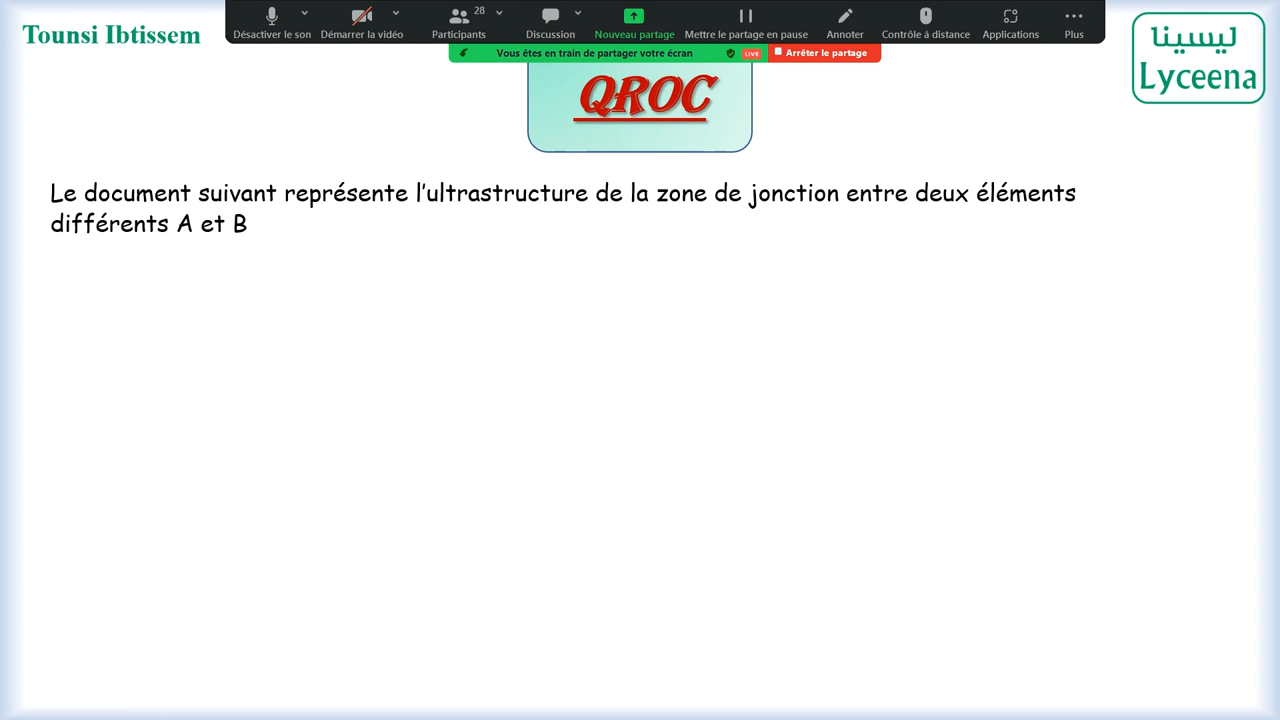 Tounsi Ibtissem
Désactiver le son
Démarrer la vidéo
28
Participants
Discussion
Nouveau partage
Mettre le partage en pause
Annoter
Contrôle à distance
Applications
Plus
Vous êtes en train de partager votre écran
LIVE
Arrêter le partage
ليسينا
Lyceena
QROC
Le document suivant représente l'ultrastructure de la zone de jonction entre deux éléments
différents A et B